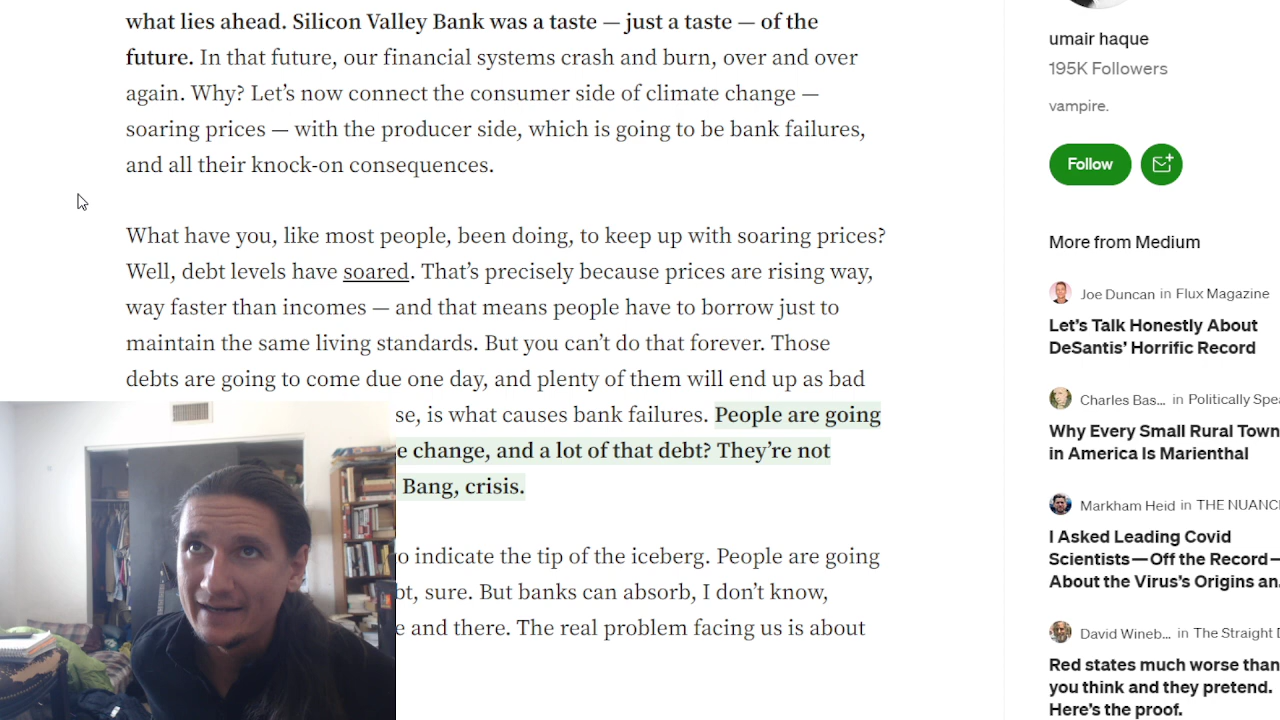 what lies ahead. Silicon Valley Bank was a taste — just a taste — of the
future. In that future, our financial systems crash and burn, over and over
again. Why? Let’s now connect the consumer side of climate change —
soaring prices — with the producer side, which is going to be bank failures,
and all their knock-on consequences.
What have you, like most people, been doing, to keep up with soaring prices?
Well, debt levels have soared. That’s precisely because prices are rising way,
way faster than incomes — and that means people have to borrow just to
maintain the same living standards. But you can’t do that forever. Those
debts are going to come due one day, and plenty of them will end up as bad
se, is what causes bank failures. People are going
e change, and a lot of that debt? They’re not
Bang, crisis.
o indicate the tip of the iceberg. People are going
bt, sure. But banks can absorb, I don’t know,
e and there. The real problem facing us is about
umair haque
195K Followers
vampire.
Follow
More from Medium
Joe Duncan in Flux Magazine
Let’s Talk Honestly About
DeSantis’ Horrific Record
Charles Bas... in Politically Spe
Why Every Small Rural Town
in America Is Marienthal
Markham Heid in THE NUANC
I Asked Leading Covid
Scientists—Off the Record—
About the Virus’s Origins an
David Wineb... in The Straight D
Red states much worse than
you think and they pretend.
Here’s the proof.